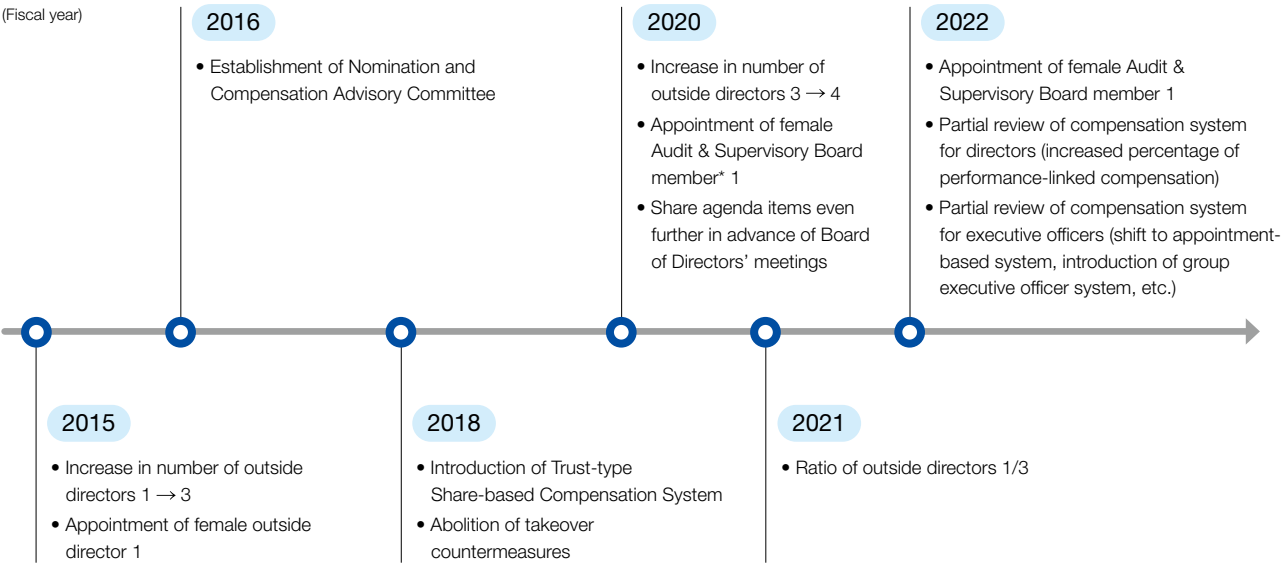 (Fiscal year)
2016
• Establishment of Nomination and
Compensation Advisory Committee
2020
• Increase in number of
outside directors 3 → 4
• Appointment of female
Audit & Supervisory Board
member* 1
• Share agenda items even
further in advance of Board
of Directors’ meetings
2022
• Appointment of female Audit &
Supervisory Board member 1
• Partial review of compensation system
for directors (increased percentage of
performance-linked compensation)
• Partial review of compensation system
for executive officers (shift to appointment-
based system, introduction of group
executive officer system, etc.)
2015
• Increase in number of outside
directors 1 → 3
• Appointment of female outside
director 1
2018
• Introduction of Trust-type
Share-based Compensation System
• Abolition of takeover
countermeasures
2021
• Ratio of outside directors 1/3